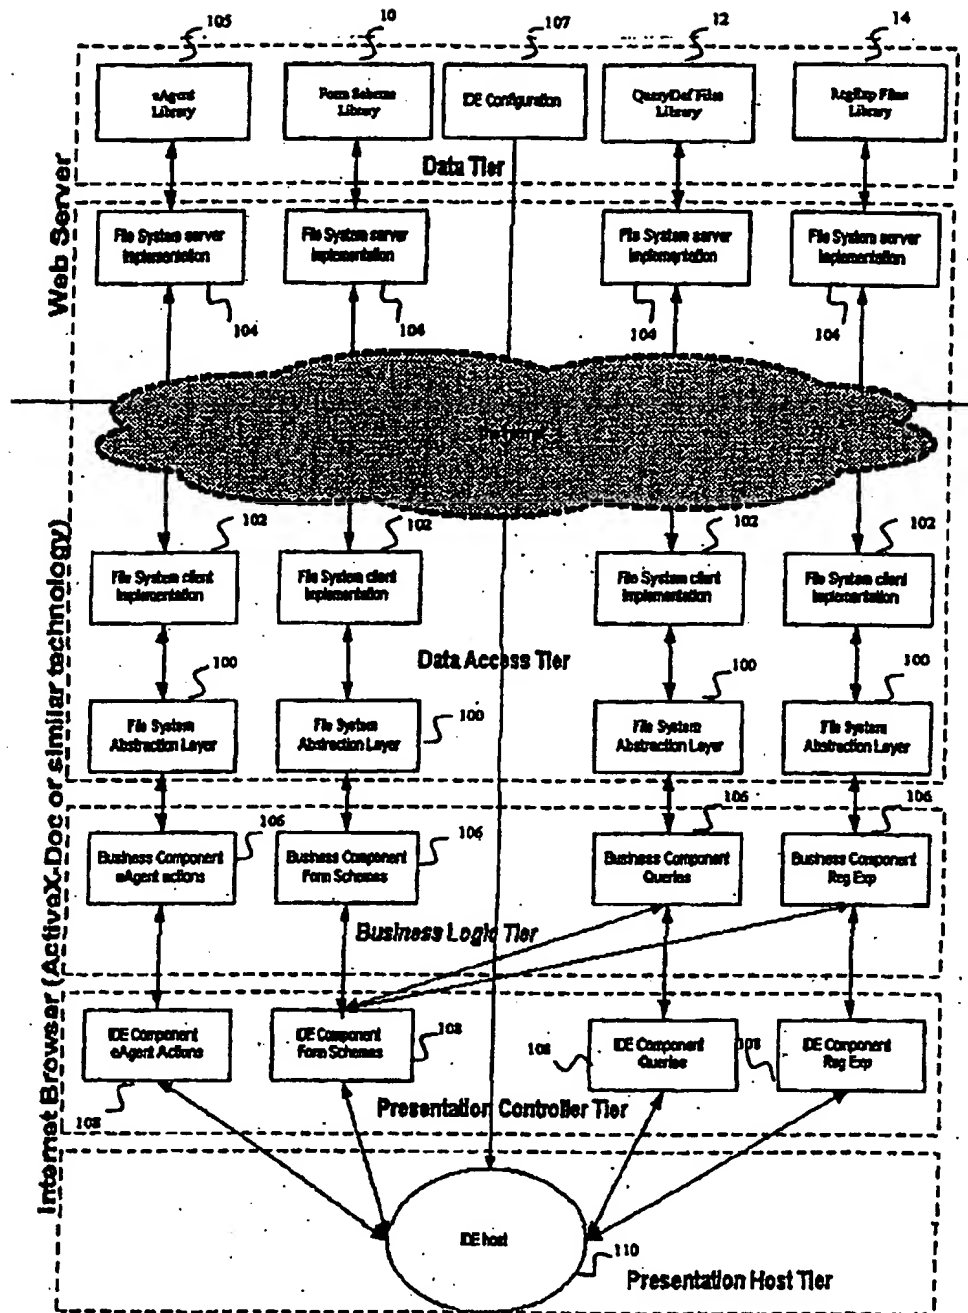 105
10
107
12
14
eAgent
Library
Form Scheme
Library
IDE Configuration
QueryDef Files
Library
RegExp Files
Library
Data Tier
Web Server
File System server
Implementation
File System server
Implementation
File System server
Implementation
File System server
Implementation
104
104
104
104
102
102
102
102
File System client
Implementation
File System client
Implementation
File System client
Implementation
File System client
Implementation
Data Access Tier
100
100
100
100
File System
Abstraction Layer
File System
Abstraction Layer
File System
Abstraction Layer
File System
Abstraction Layer
Internet Browser (ActiveX-Doc or similar technology)
106
106
106
106
Business Component
eAgent actions
Business Component
Form Schemes
Business Component
Queries
Business Component
Reg Exp
Business Logic Tier
IDE Component
eAgent Actions
IDE Component
Form Schemes
108
108
IDE Component
Queries
108
IDE Component
Reg Exp
108
Presentation Controller Tier
IDE host
110
Presentation Host Tier